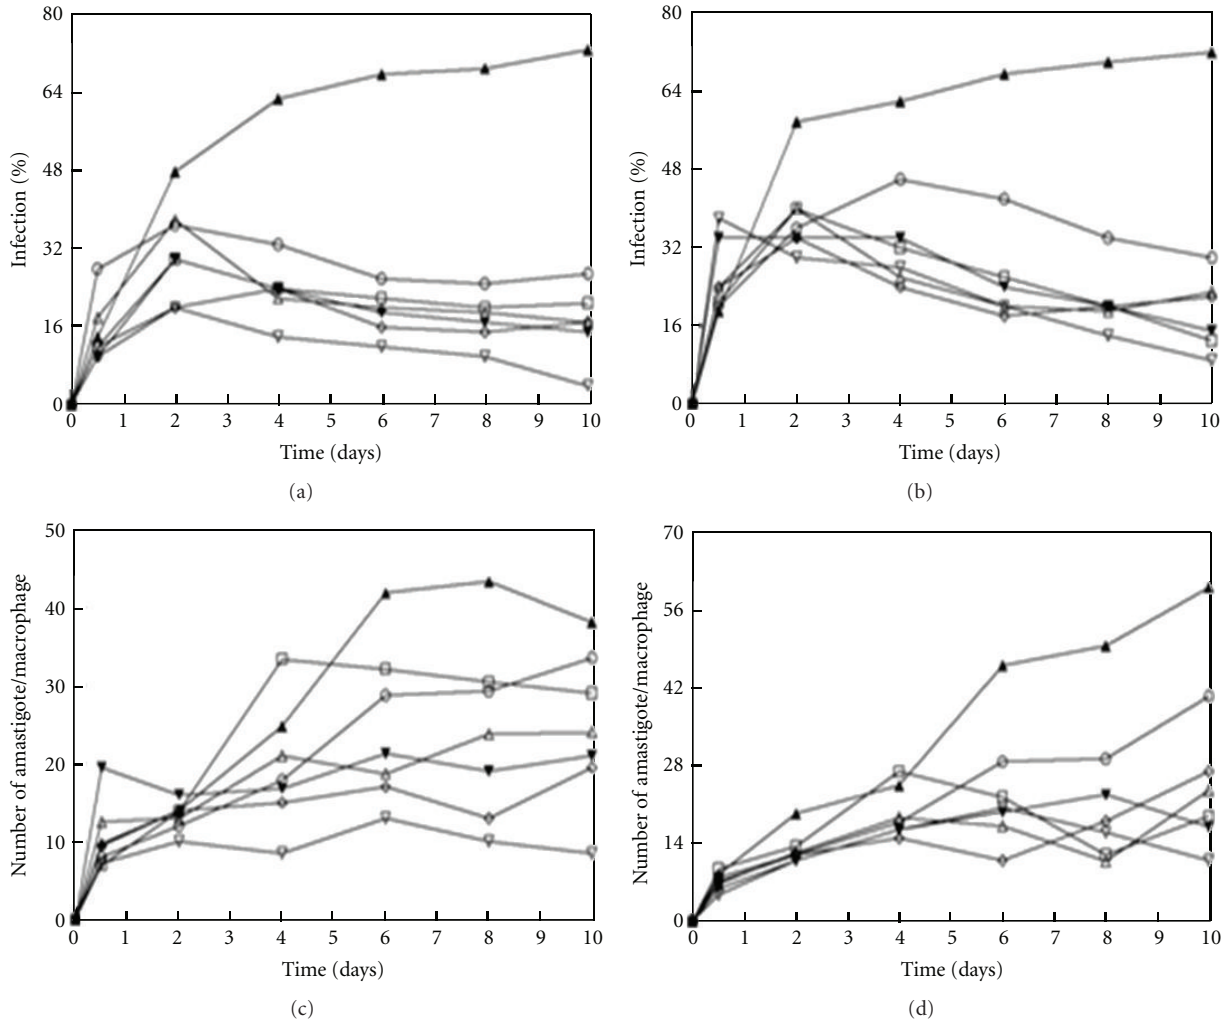 80
64
48
32
16
0
Infection (%)
0 1 2 3 4 5 6 7 8 9 10
Time (days)
(a)
80
64
48
32
16
0
Infection (%)
0 1 2 3 4 5 6 7 8 9 10
Time (days)
(b)
50
40
30
20
10
0
Number of amastigote/macrophage
0 1 2 3 4 5 6 7 8 9 10
Time (days)
(c)
70
56
42
28
14
0
Number of amastigote/macrophage
0 1 2 3 4 5 6 7 8 9 10
Time (days)
(d)